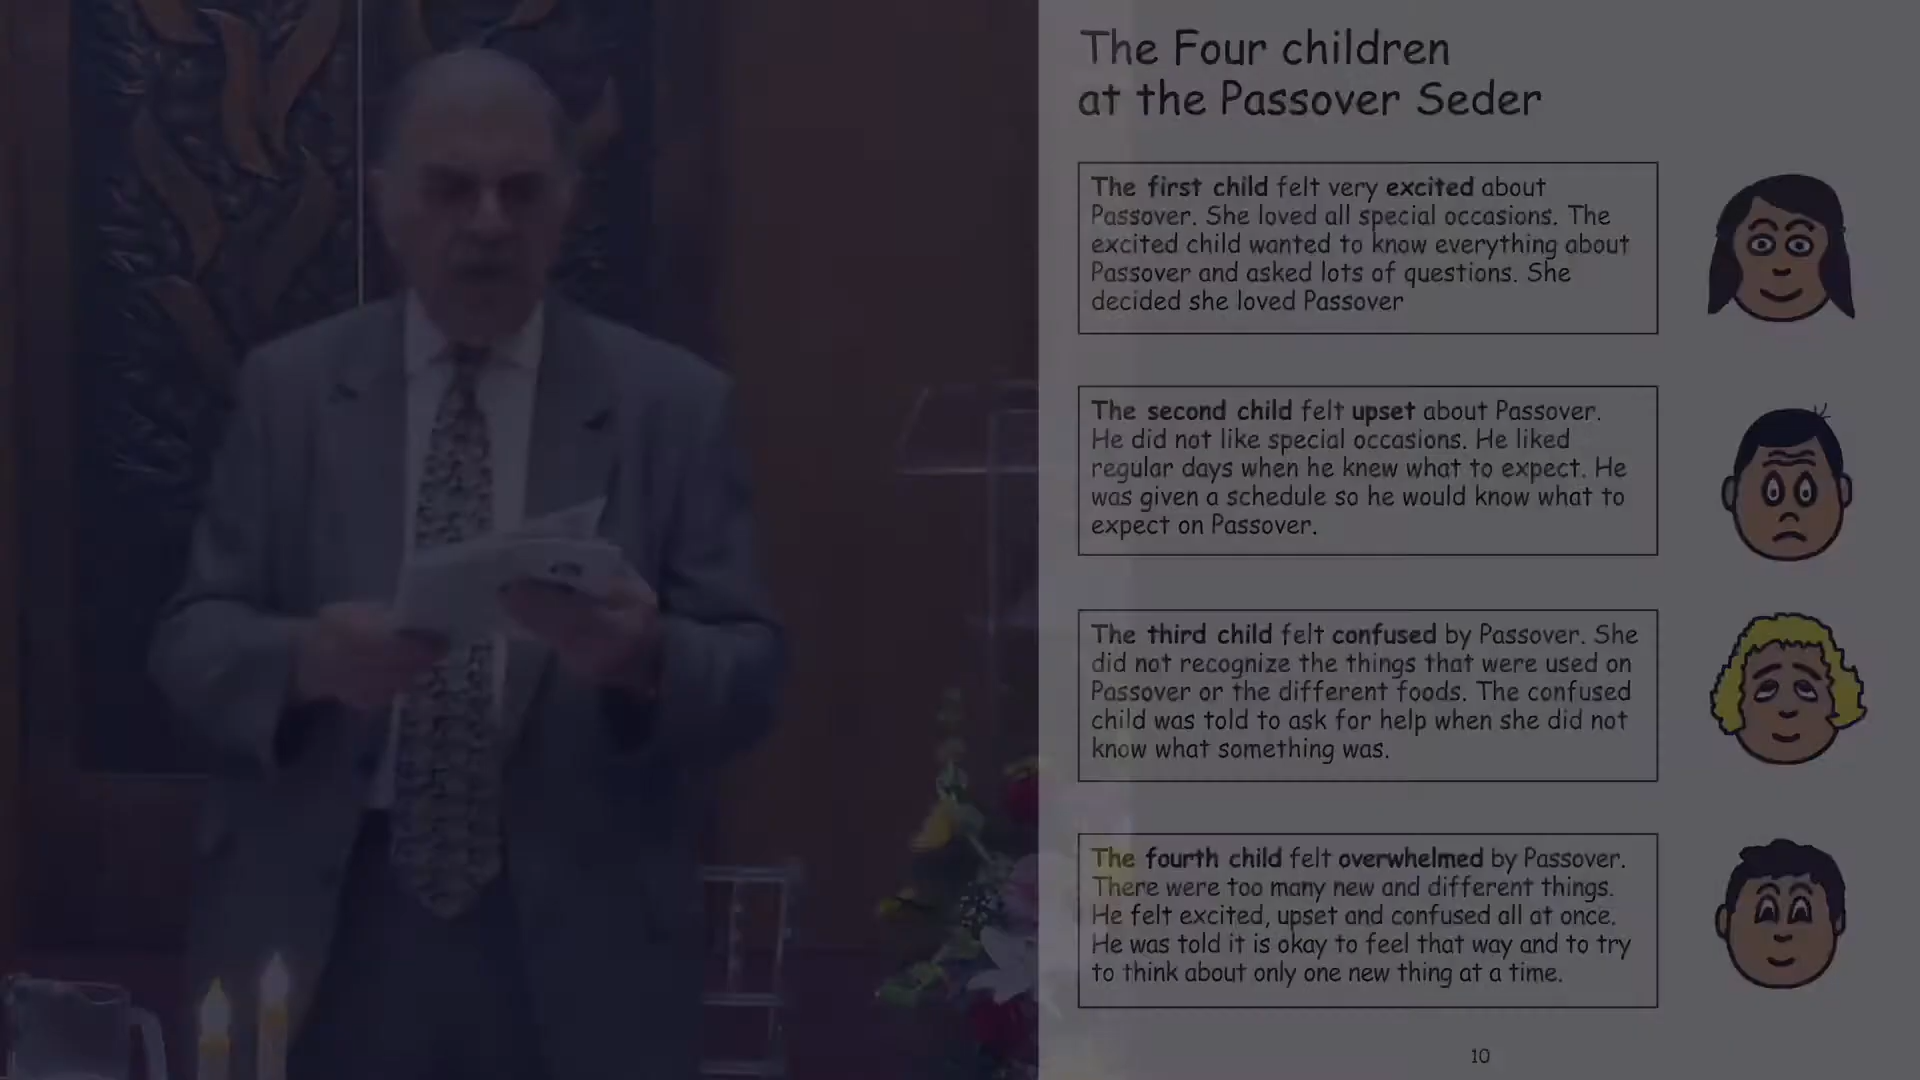 The Four children
at the Passover Seder
The first child felt very excited about
Passover. She loved all special occasions. The
excited child wanted to know everything about
Passover and asked lots of questions. She
decided she loved Passover
The second child felt upset about Passover.
He did not like special occasions. He liked
regular days when he knew what to expect. He
was given a schedule so he would know what to
expect on Passover.
The third child felt confused by Passover. She
did not recognize the things that were used on
Passover or the different foods. The confused
child was told to ask for help when she did not
know what something was.
The fourth child felt overwhelmed by Passover.
There were too many new and different things.
He felt excited, upset and confused all at once.
He was told it is okay to feel that way and to try
to think about only one new thing at a time.
10